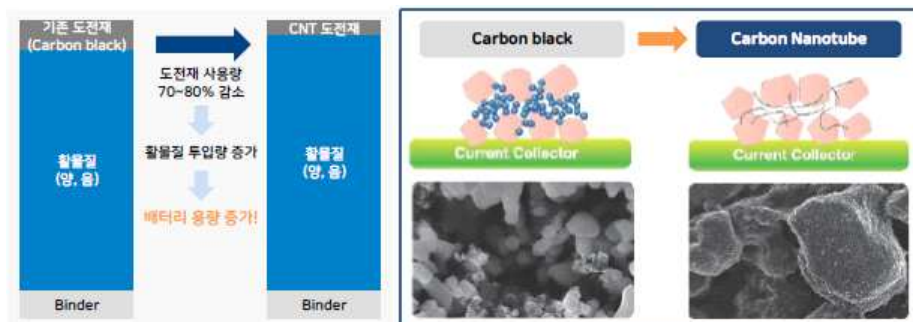 기존 도전재
(Carbon black)
활물질
(양, 음)
Binder
도전재 사용량
70~80% 감소
활물질 투입량 증가
배터리 용량 증가!
CNT 도전재
활물질
(양, 음)
Binder
Carbon black
Carbon Nanotube
Current Collector
Current Collector